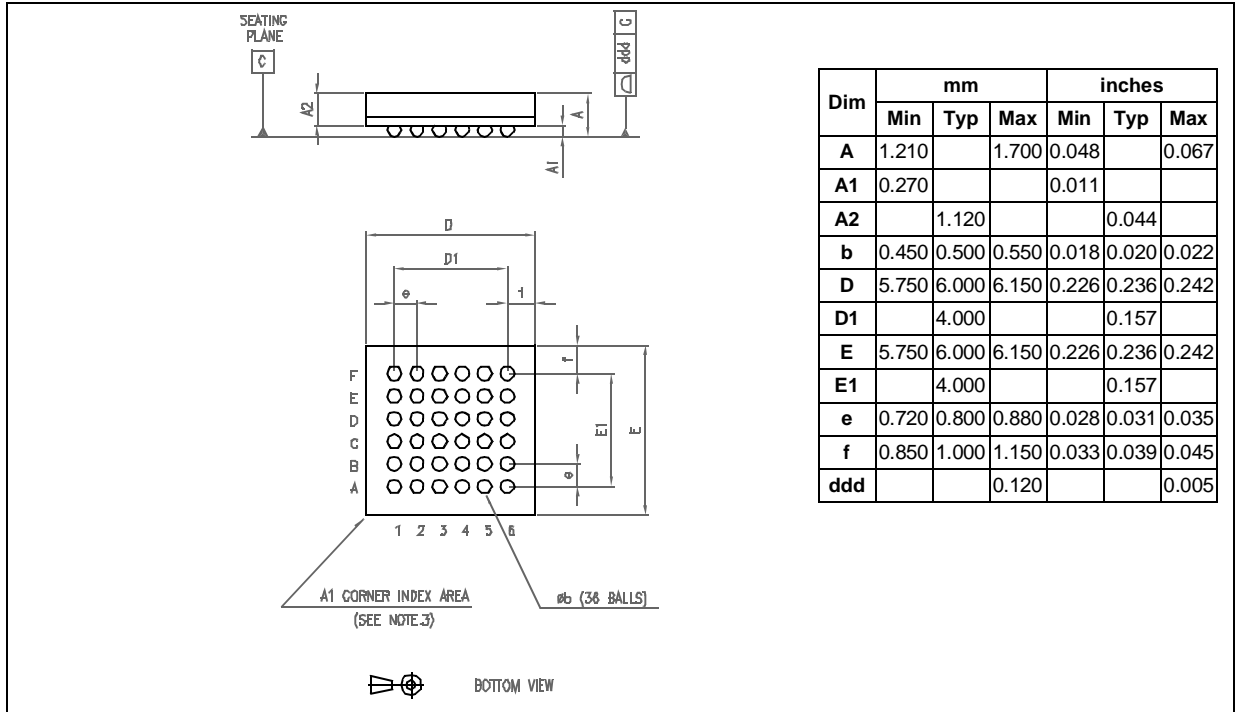 SEATING
PLANE
C
A2
A
A1
ddd
D
D1
e
f
F
E
D
C
B
A
f
E1
E
e
1 2 3 4 5 6
A1 CORNER INDEX AREA
(SEE NOTE.3)
øb (36 BALLS)
BOTTOM VIEW
Dim mm inches
Min Typ Max Min Typ Max
A 1.210 1.700 0.048 0.067
A1 0.270 0.011
A2 1.120 0.044
b 0.450 0.500 0.550 0.018 0.020 0.022
D 5.750 6.000 6.150 0.226 0.236 0.242
D1 4.000 0.157
E 5.750 6.000 6.150 0.226 0.236 0.242
E1 4.000 0.157
e 0.720 0.800 0.880 0.028 0.031 0.035
f 0.850 1.000 1.150 0.033 0.039 0.045
ddd 0.120 0.005